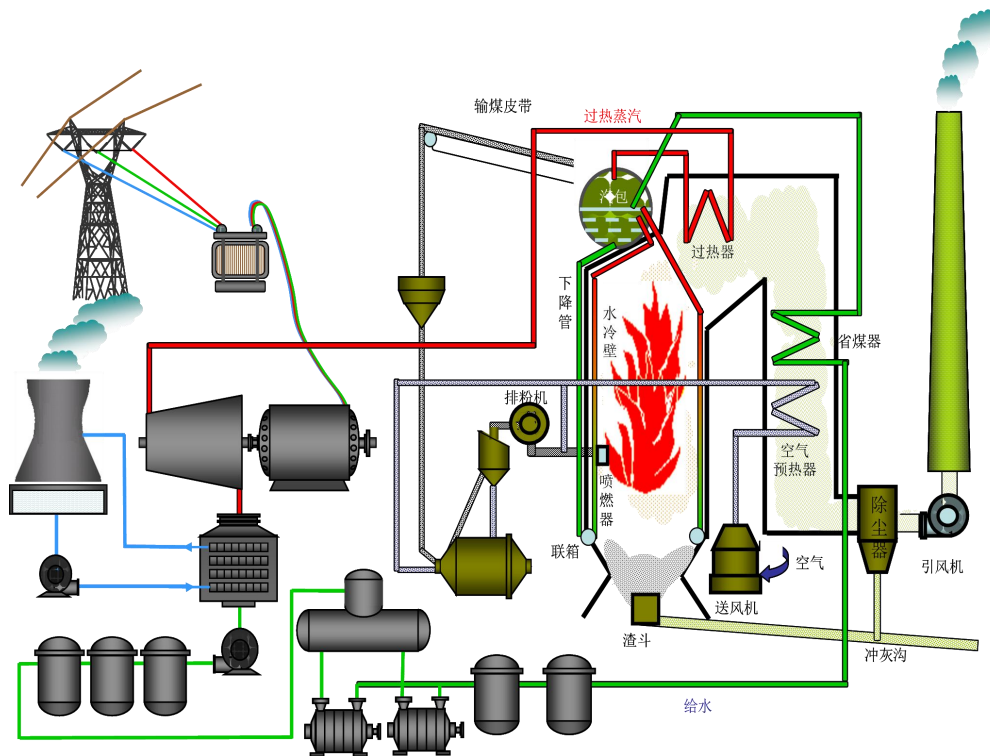 输煤皮带
过热蒸汽
汽包
过热器
下降管
水冷壁
省煤器
排粉机
空气
预热器
喷燃器
除尘器
联箱
空气
引风机
送风机
渣斗
冲灰沟
给水